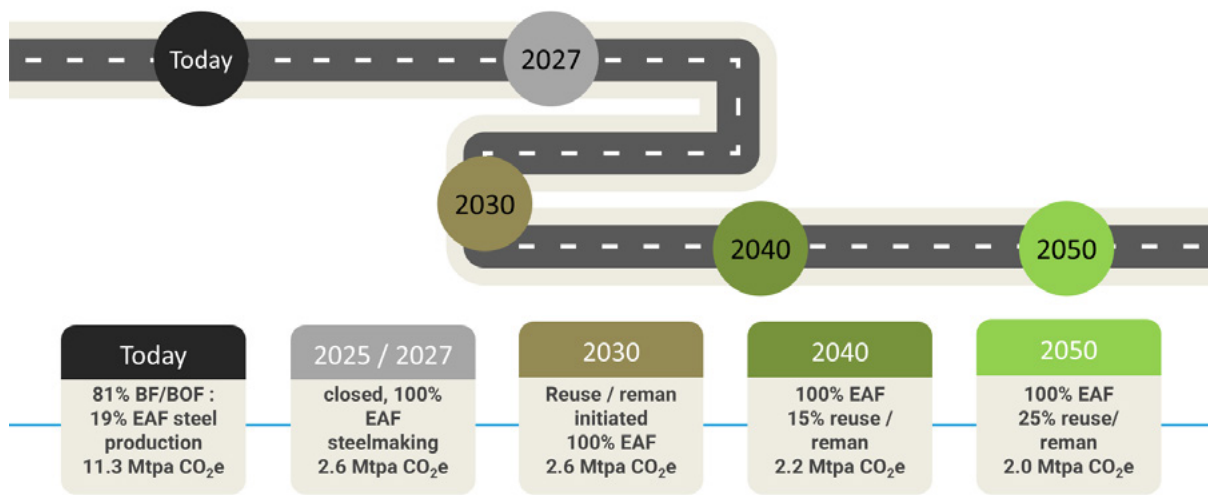 Today
2027
2030
2040
2050
Today
81% BF/BOF :
19% EAF steel
production
11.3 Mtpa CO₂e
2025 / 2027
closed, 100%
EAF
steelmaking
2.6 Mtpa CO₂e
2030
Reuse / reman
initiated
100% EAF
2.6 Mtpa CO₂e
2040
100% EAF
15% reuse /
reman
2.2 Mtpa CO₂e
2050
100% EAF
25% reuse/
reman
2.0 Mtpa CO₂e